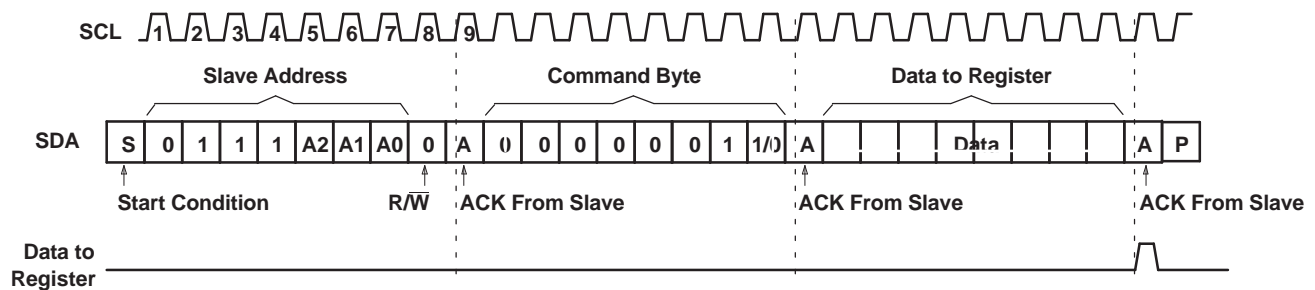 SCL 1 2 3 4 5 6 7 8 9
Slave Address Command Byte Data to Register
SDA S 0 1 1 1 A2 A1 A0 0 A 0 0 0 0 0 0 1 1/0 A Data A P
Start Condition R/W ACK From Slave ACK From Slave ACK From Slave
Data to
Register